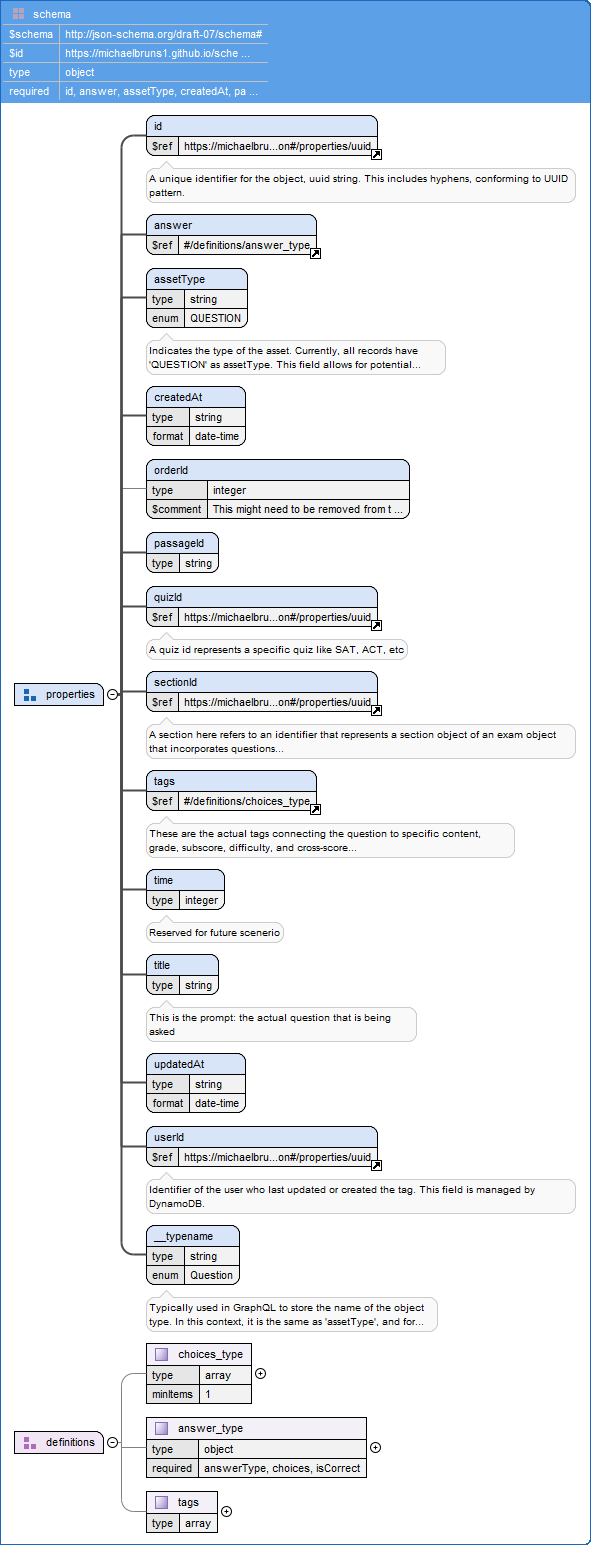 schema
$schema http://json-schema.org/draft-07/schema#
$id https://michaelbruns1.github.io/sche ...
type object
required id, answer, assetType, createdAt, pa ...
id
$ref https://michaelbru...on#/properties/uuid
A unique identifier for the object, uuid string. This includes hyphens, conforming to UUID
pattern.
answer
$ref #/definitions/answer_type
assetType
type string
enum QUESTION
Indicates the type of the asset. Currently, all records have
'QUESTION' as assetType. This field allows for potential...
createdAt
type string
format date-time
orderId
type integer
$comment This might need to be removed from t ...
passageId
type string
quizId
$ref https://michaelbru...on#/properties/uuid
A quiz id represents a specific quiz like SAT, ACT, etc
properties
sectionId
$ref https://michaelbru...on#/properties/uuid
A section here refers to an identifier that represents a section object of an exam object
that incorporates questions...
tags
$ref #/definitions/choices_type
These are the actual tags connecting the question to specific content,
grade, subscore, difficulty, and cross-score...
time
type integer
Reserved for future scenerio
title
type string
This is the prompt: the actual question that is being
asked
updatedAt
type string
format date-time
userId
$ref https://michaelbru...on#/properties/uuid
Identifier of the user who last updated or created the tag. This field is managed by
DynamoDB.
__typename
type string
enum Question
Typically used in GraphQL to store the name of the object
type. In this context, it is the same as 'assetType', and for...
choices_type
type array
minItems 1
definitions
answer_type
type object
required answerType, choices, isCorrect
tags
type array